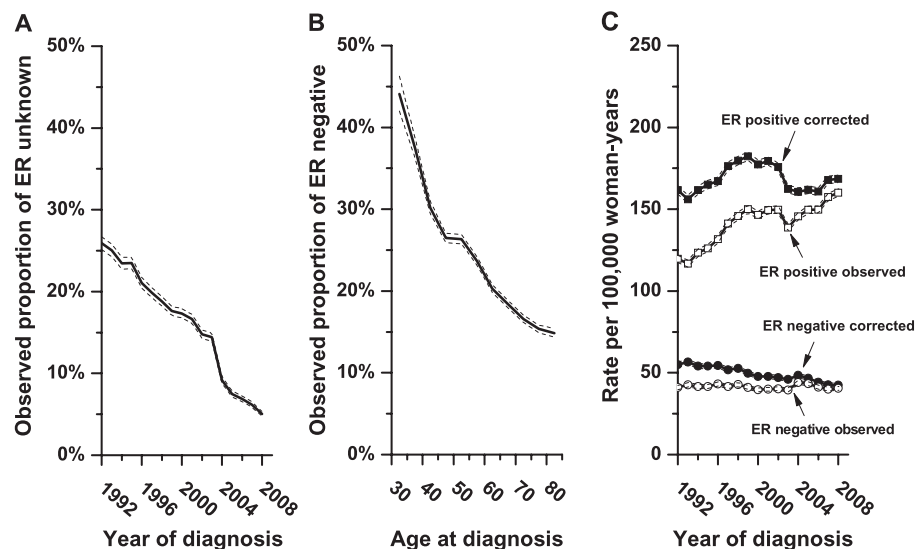 A
Observed proportion of ER unknown
50%
40%
30%
20%
10%
0%
1992
1996
2000
2004
2008
Year of diagnosis
B
Observed proportion of ER negative
50%
40%
30%
20%
10%
0%
30
40
50
60
70
80
Age at diagnosis
C
Rate per 100,000 woman-years
250
200
150
100
50
0
ER positive corrected
ER positive observed
ER negative corrected
ER negative observed
1992
1996
2000
2004
2008
Year of diagnosis